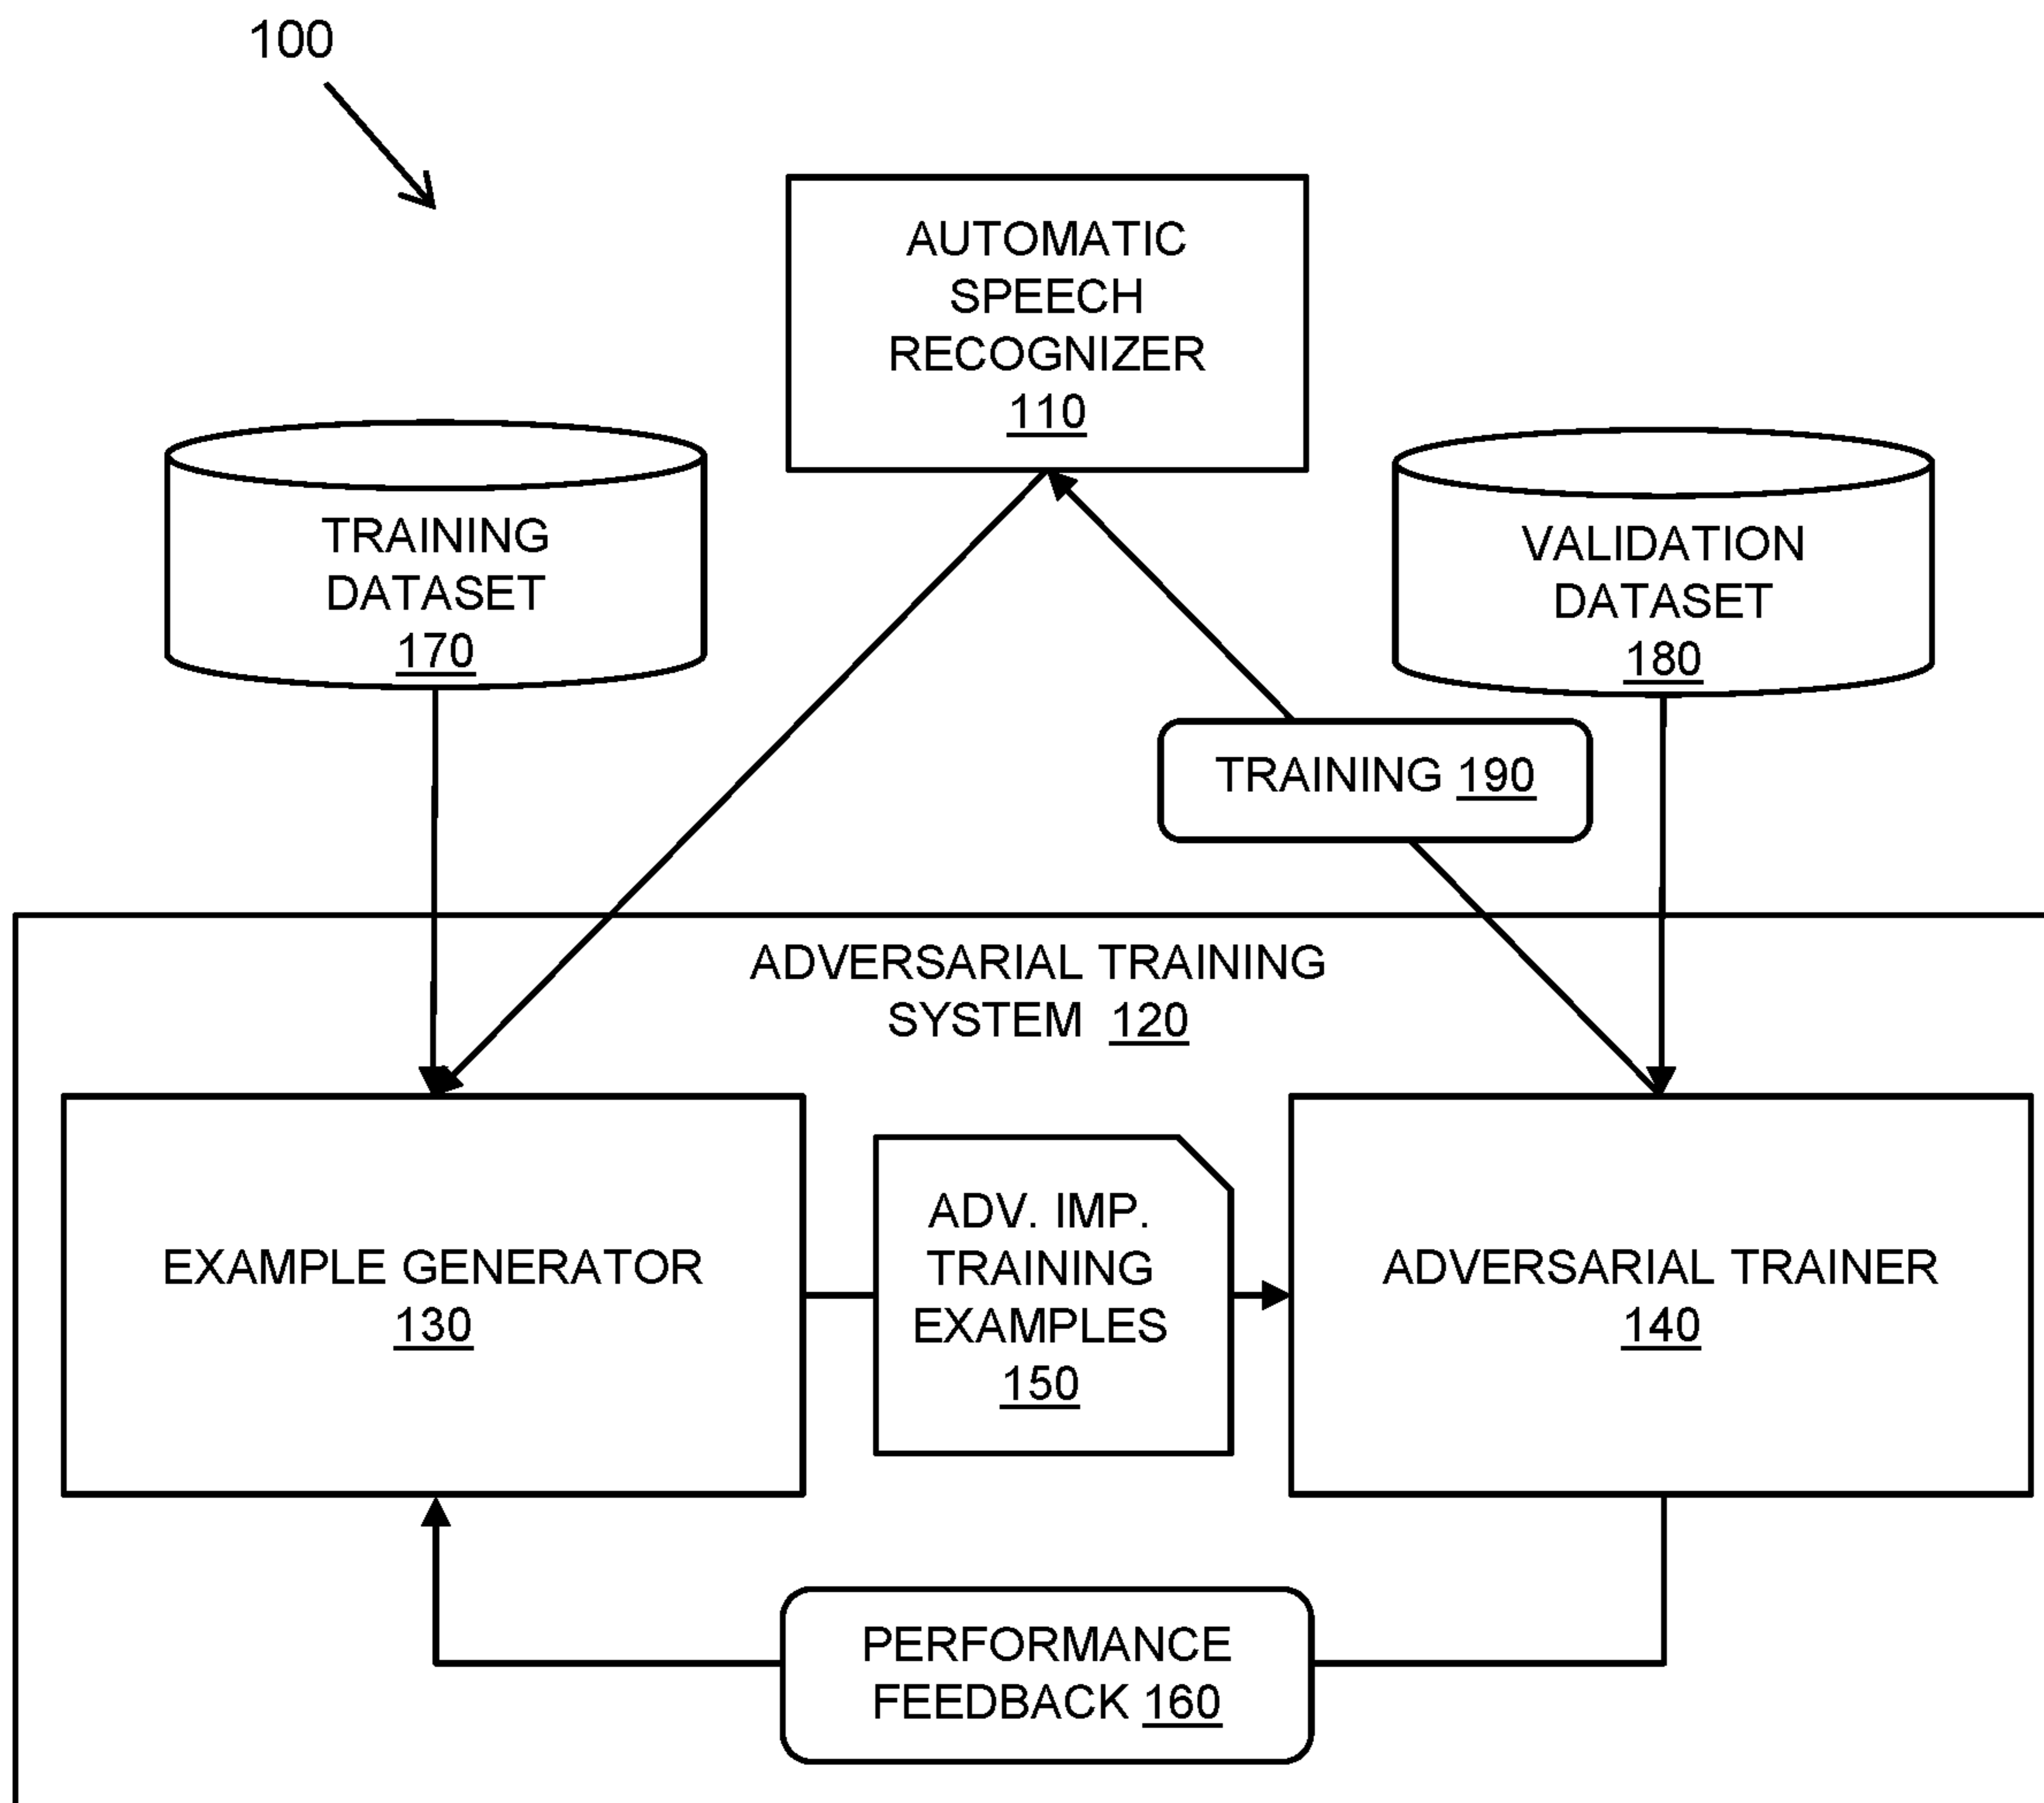 100
AUTOMATIC
SPEECH
RECOGNIZER
110
TRAINING
DATASET
170
VALIDATION
DATASET
180
TRAINING 190
ADVERSARIAL TRAINING
SYSTEM 120
EXAMPLE GENERATOR
130
ADV. IMP.
TRAINING
EXAMPLES
150
ADVERSARIAL TRAINER
140
PERFORMANCE
FEEDBACK 160